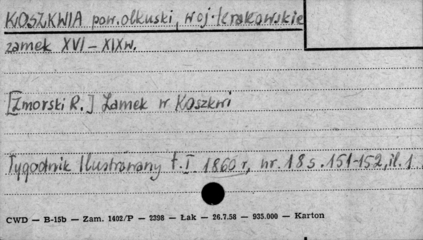 KOSZKWIA pow. olkuski, woj. krakowskie
zamek XVI - XIXw.
[Zmorski R.] Zamek w Koszkwi
Tygodnik Ilustrowany t. I 1860 r, nr. 18 s. 151-152, il. 1
CWD — B-15b — Zam. 1402/P — 2398 — Łak — 26.7.58 — 935.000 — Karton